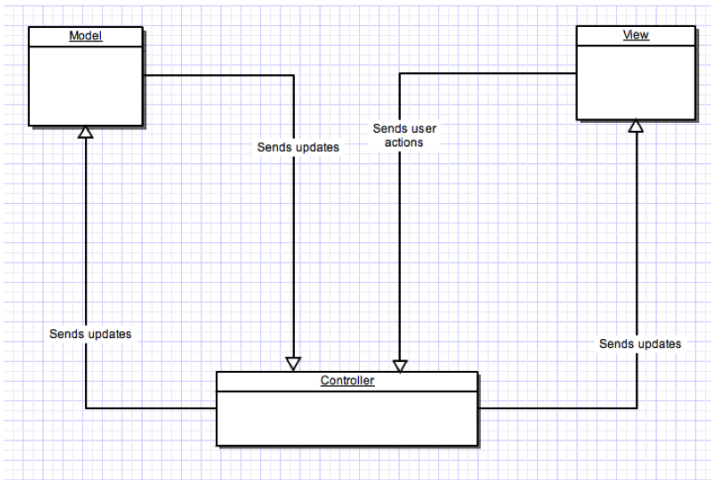 Model
View
Sends user
actions
Sends updates
Sends updates
Sends updates
Controller